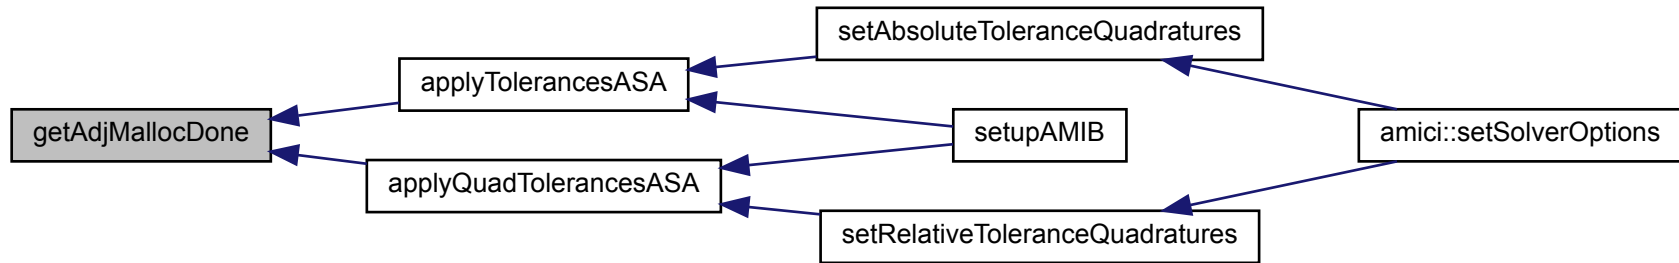 getAdjMallocDone
applyTolerancesASA
applyQuadTolerancesASA
setAbsoluteToleranceQuadratures
setupAMIB
setRelativeToleranceQuadratures
amici::setSolverOptions